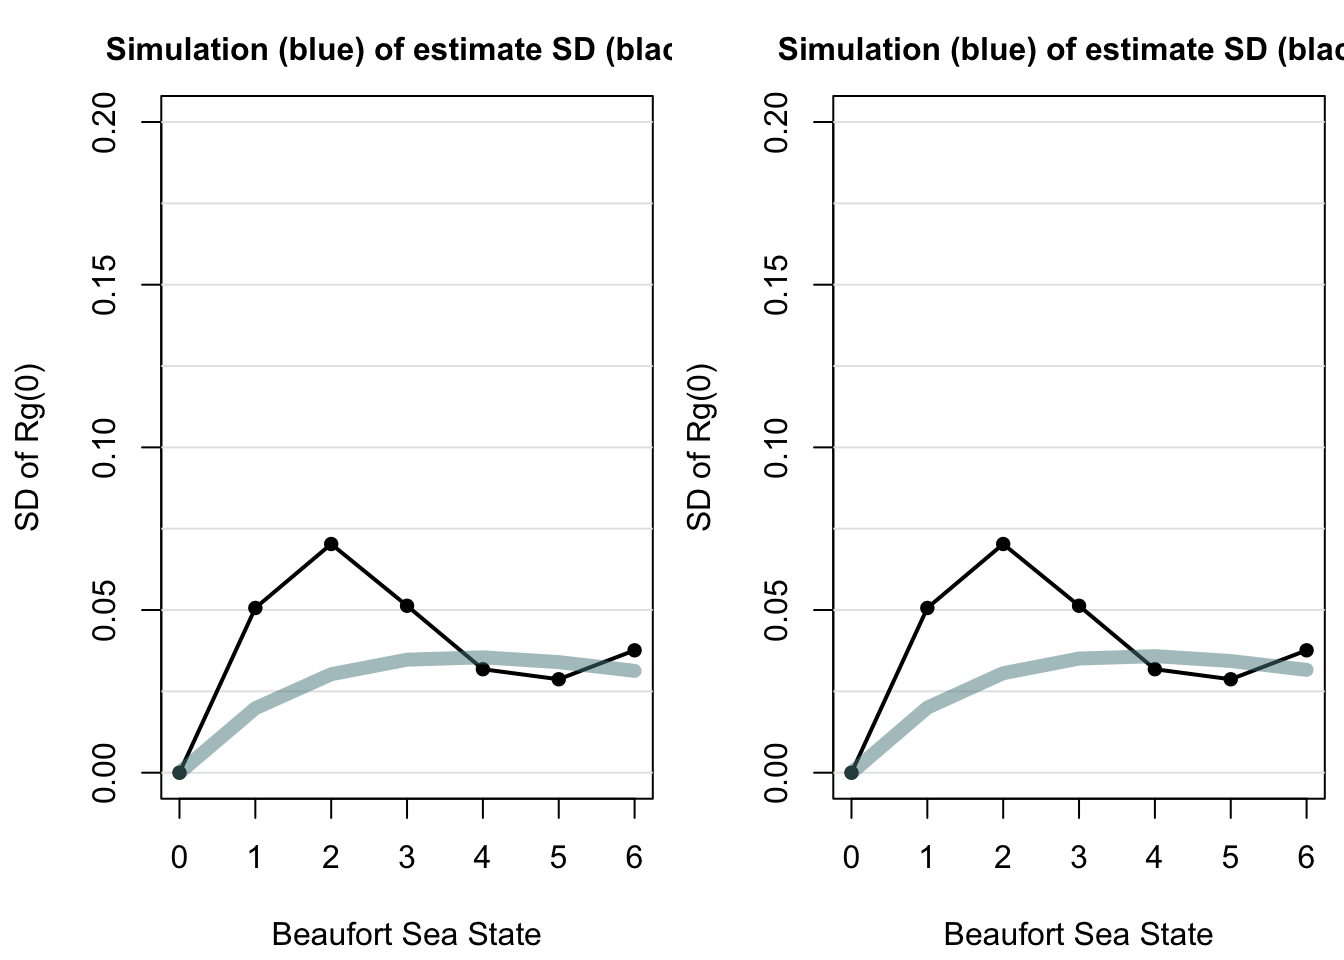 Simulation (blue) of estimate SD (blac
SD of Rg(0)
0.20
0.15
0.10
0.05
0.00
0 1 2 3 4 5 6
Beaufort Sea State
Simulation (blue) of estimate SD (blac
SD of Rg(0)
0.20
0.15
0.10
0.05
0.00
0 1 2 3 4 5 6
Beaufort Sea State